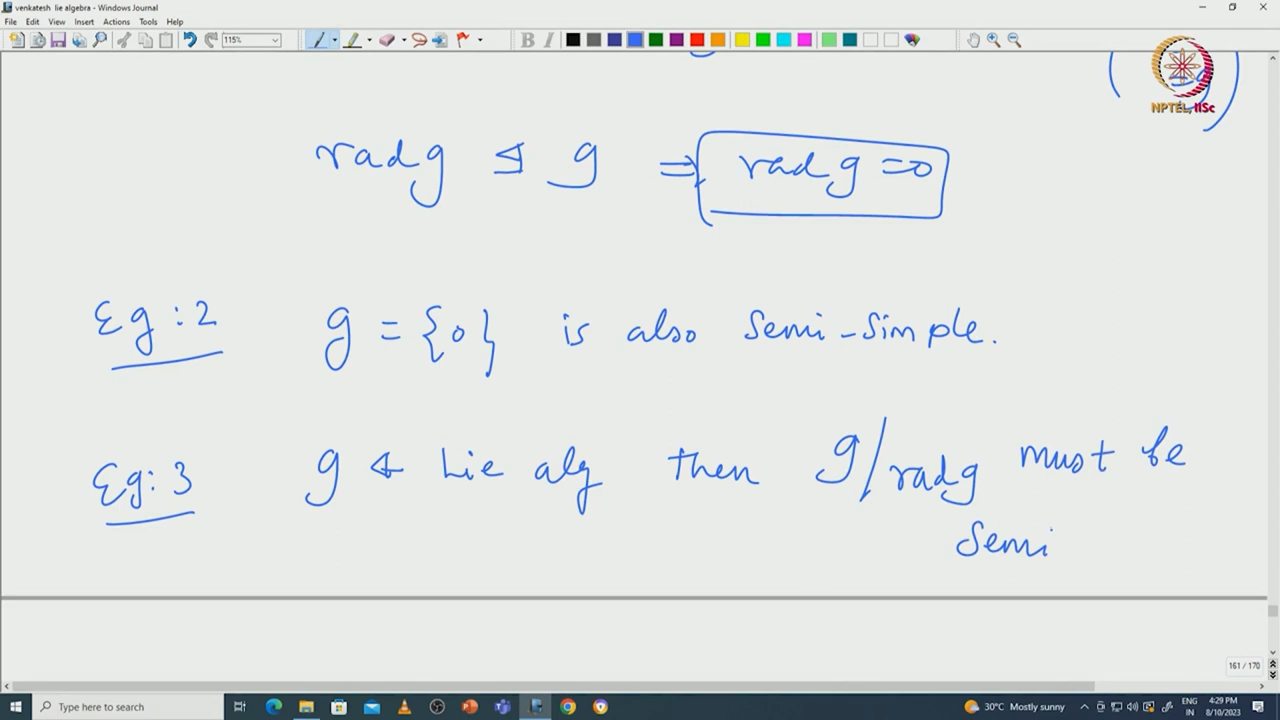 venkatesh lie algebra - Windows Journal
File Edit View Insert Actions Tools Help
115%
B I
NPTEL, IISc
rad g ⊴ g ⇒ rad g = 0
Eg : 2 g = {0} is also Semi-Simple.
Eg : 3 g ← Lie alg then g/rad g must be
Semi
161 / 170
Type here to search
30°C Mostly sunny
ENG
IN
4:29 PM
8/10/2023